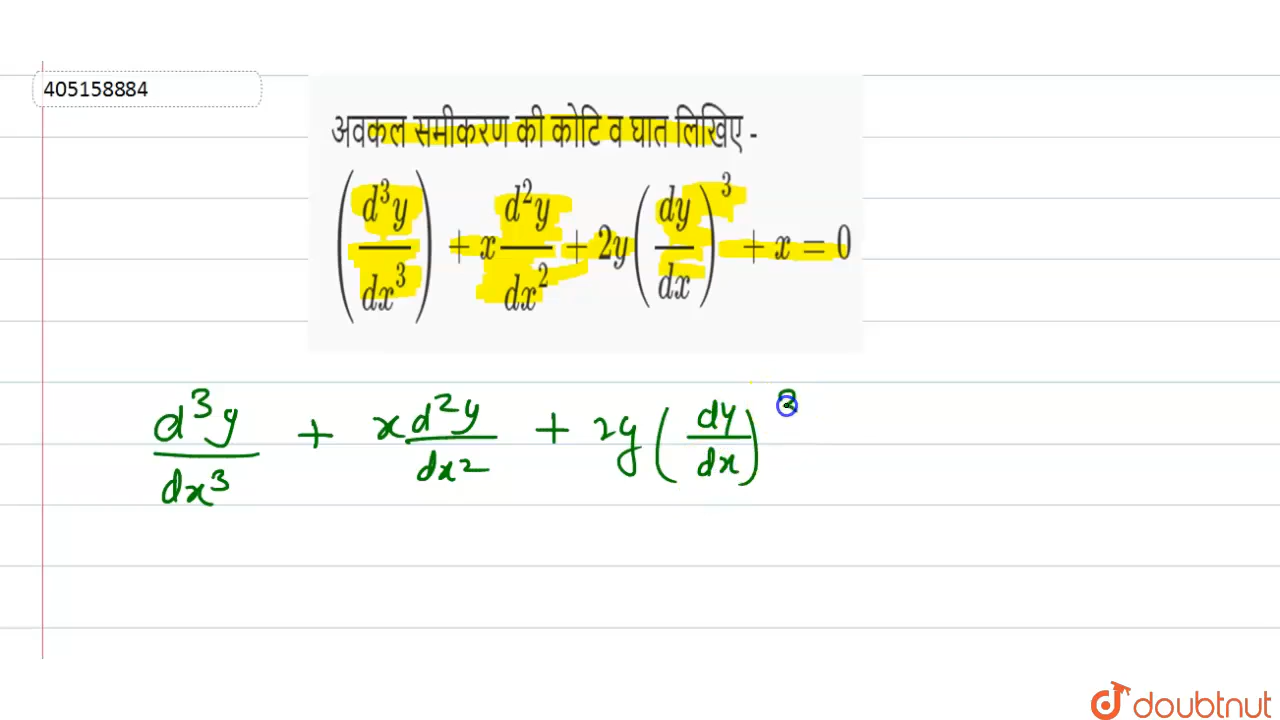 405158884
अवकल समीकरण की कोटि व घात लिखिए -
(d³y/dx³) + x d²y/dx² + 2y (dy/dx)³ + x = 0
d³y/dx³ + x d²y/dx² + 2y (dy/dx)³
doubtnut